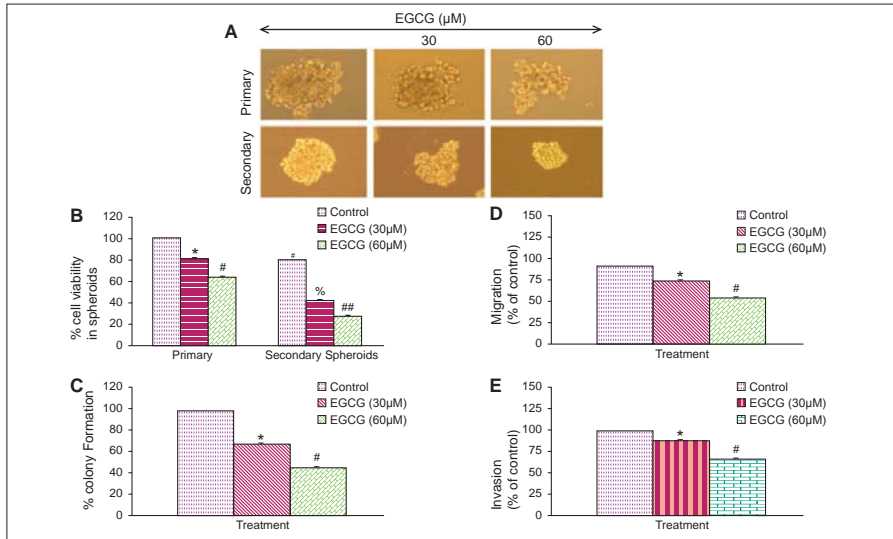 EGCG (µM)
A
30
60
Primary
Secondary
B
% cell viability
in spheroids
120
100
80
60
40
20
0
*
#
#
%
##
Primary
Secondary Spheroids
Control
EGCG (30µM)
EGCG (60µM)
C
% colony Formation
120
100
80
60
40
20
0
*
#
Treatment
Control
EGCG (30µM)
EGCG (60µM)
D
Migration
(% of control)
150
100
75
50
25
0
*
#
Treatment
Control
EGCG (30µM)
EGCG (60µM)
E
Invasion
(% of control)
150
100
75
50
25
0
*
#
Treatment
Control
EGCG (30µM)
EGCG (60µM)